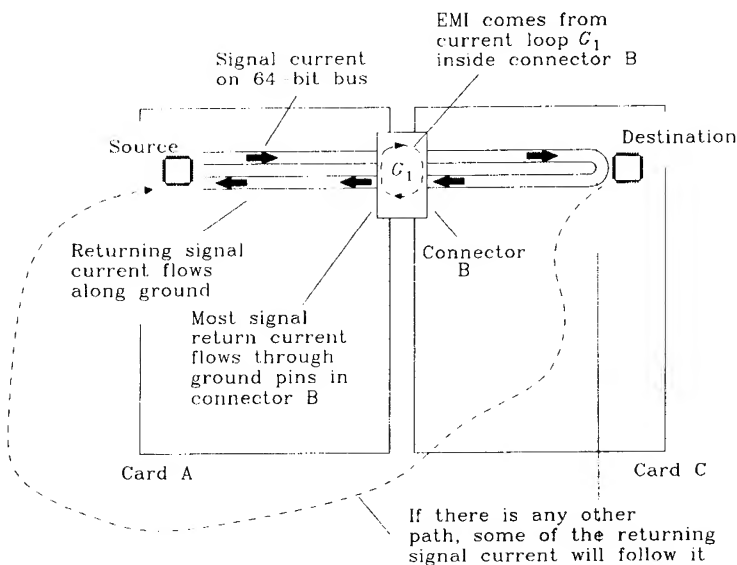 EMI comes from
current loop G₁
inside connector B
Signal current
on 64-bit bus
Source
Destination
G₁
Returning signal
current flows
along ground
Connector
B
Most signal
return current
flows through
ground pins in
connector B
Card A
Card C
If there is any other
path, some of the returning
signal current will follow it